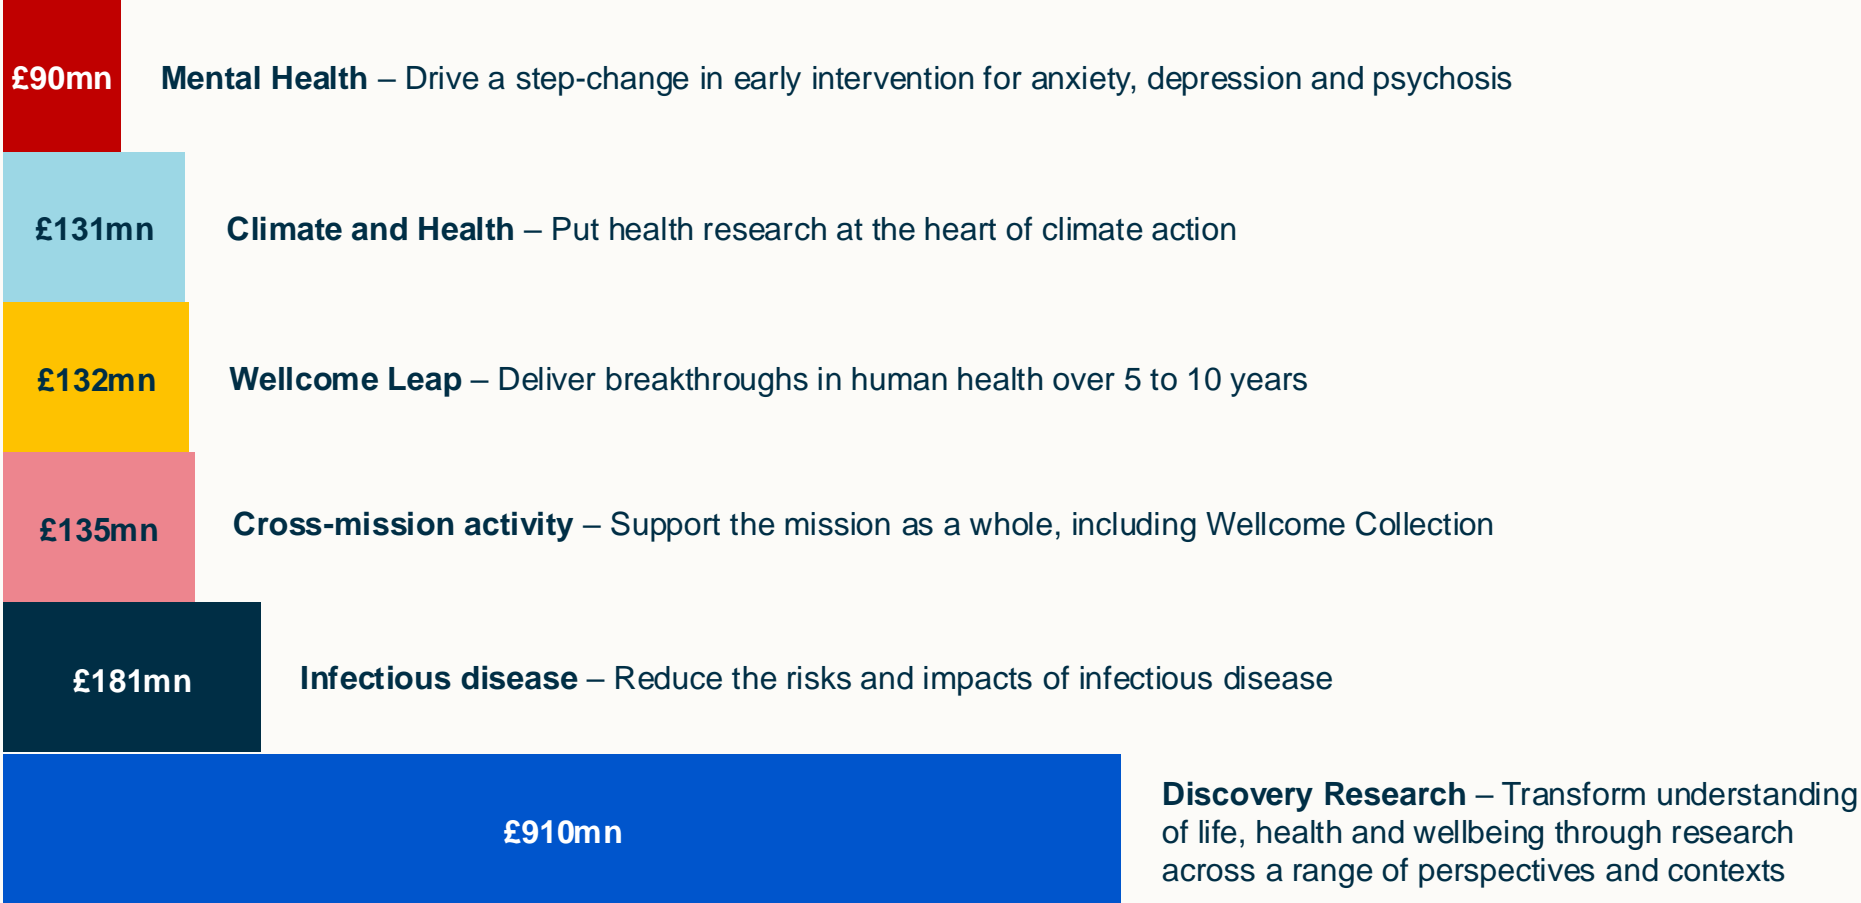 £90mn
Mental Health – Drive a step-change in early intervention for anxiety, depression and psychosis
£131mn
Climate and Health – Put health research at the heart of climate action
£132mn
Wellcome Leap – Deliver breakthroughs in human health over 5 to 10 years
£135mn
Cross-mission activity – Support the mission as a whole, including Wellcome Collection
£181mn
Infectious disease – Reduce the risks and impacts of infectious disease
£910mn
Discovery Research – Transform understanding
of life, health and wellbeing through research
across a range of perspectives and contexts